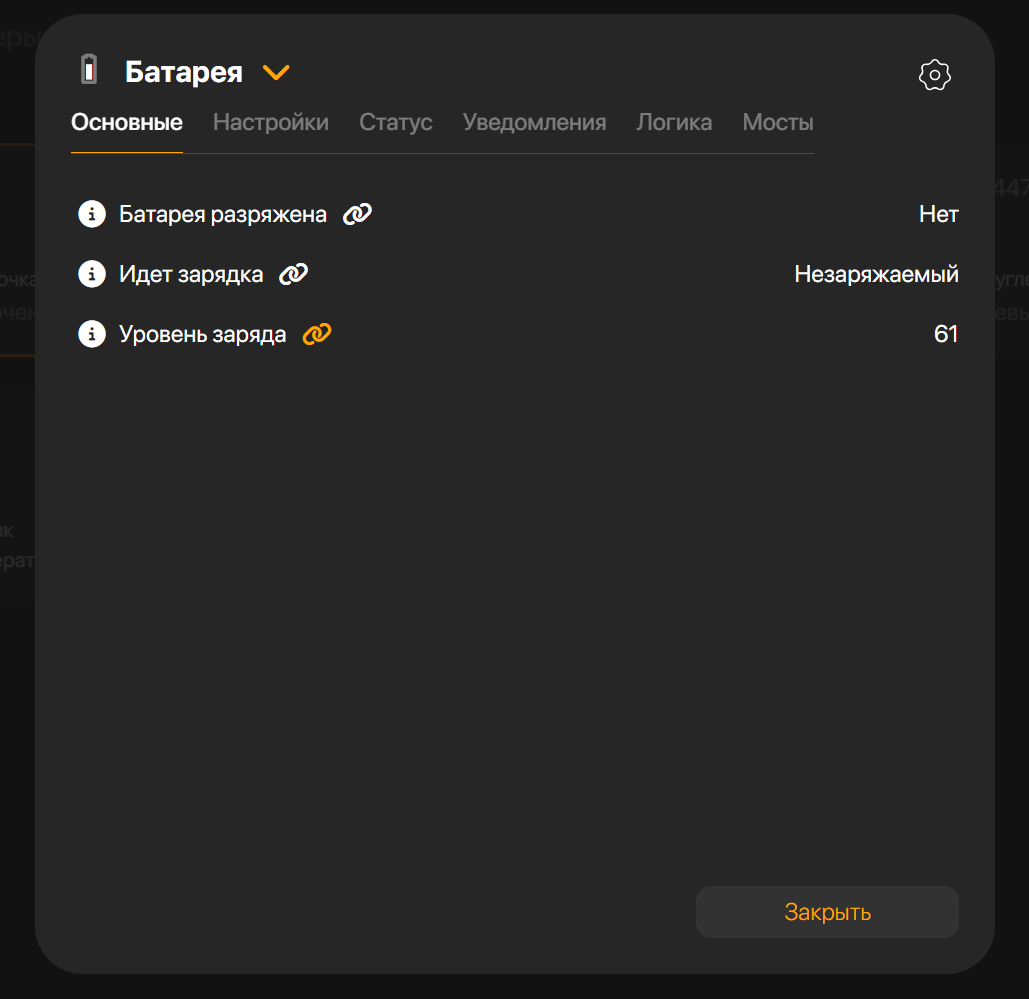 Батарея
Основные Настройки Статус Уведомления Логика Мосты
Батарея разряжена Нет
Идет зарядка Незаряжаемый
Уровень заряда 61
Закрыть